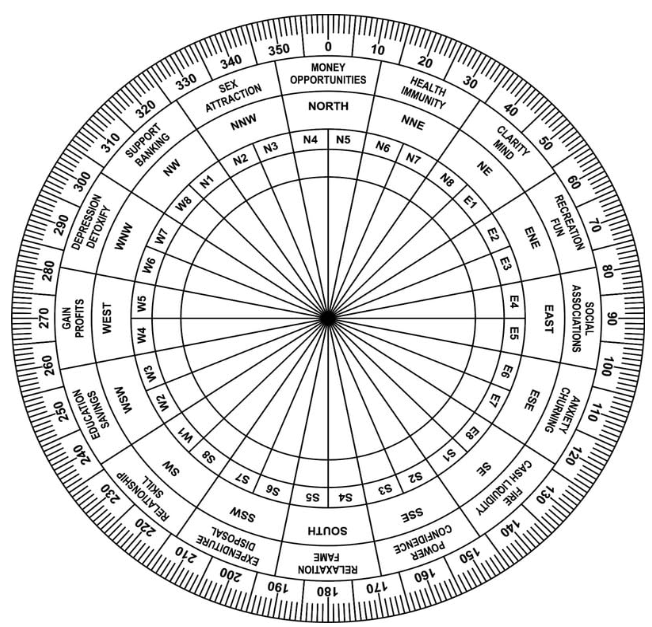 0
10
20
30
40
50
60
70
80
90
100
110
120
130
140
150
160
170
180
190
200
210
220
230
240
250
260
270
280
290
300
310
320
330
340
350
MONEY
OPPORTUNITIES
HEALTH
IMMUNITY
CLARITY
MIND
RECREATION
FUN
SOCIAL
ASSOCIATIONS
ANXIETY
CHURNING
FIRE
CASH LIQUIDITY
POWER
CONFIDENCE
RELAXATION
FAME
EXPENDITURE
DISPOSAL
RELATIONSHIP
SKILL
EDUCATION
SAVINGS
GAIN
PROFITS
DEPRESSION
DETOXIFY
SUPPORT
BANKING
SEX
ATTRACTION
NORTH
NNE
NE
ENE
EAST
ESE
SE
SSE
SOUTH
SSW
SW
WSW
WEST
WNW
NW
NNW
N5
N6
N7
N8
E1
E2
E3
E4
E5
E6
E7
E8
S1
S2
S3
S4
S5
S6
S7
S8
W1
W2
W3
W4
W5
W6
W7
W8
N1
N2
N3
N4